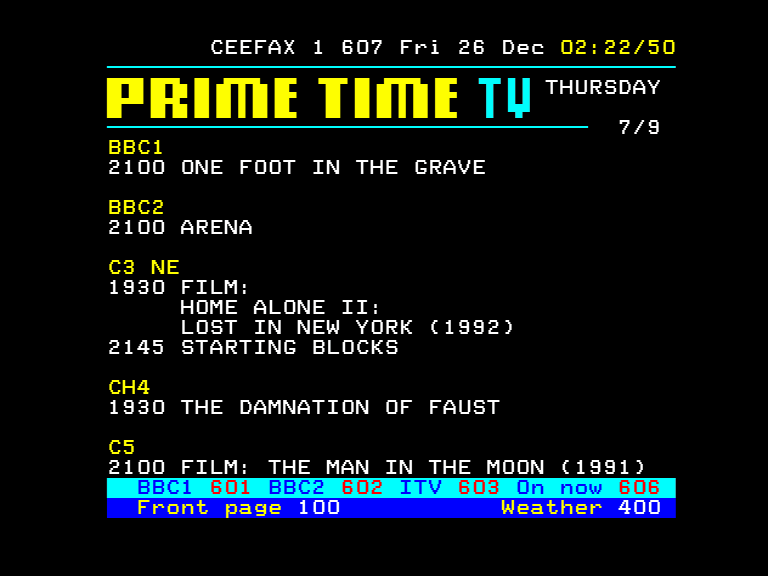 CEEFAX 1 607 Fri 26 Dec 02:22/50
PRIME TIME TV THURSDAY
7/9
BBC1
2100 ONE FOOT IN THE GRAVE
BBC2
2100 ARENA
C3 NE
1930 FILM:
HOME ALONE II:
LOST IN NEW YORK (1992)
2145 STARTING BLOCKS
CH4
1930 THE DAMNATION OF FAUST
C5
2100 FILM: THE MAN IN THE MOON (1991)
BBC1 601 BBC2 602 ITV 603 On now 606
Front page 100 Weather 400